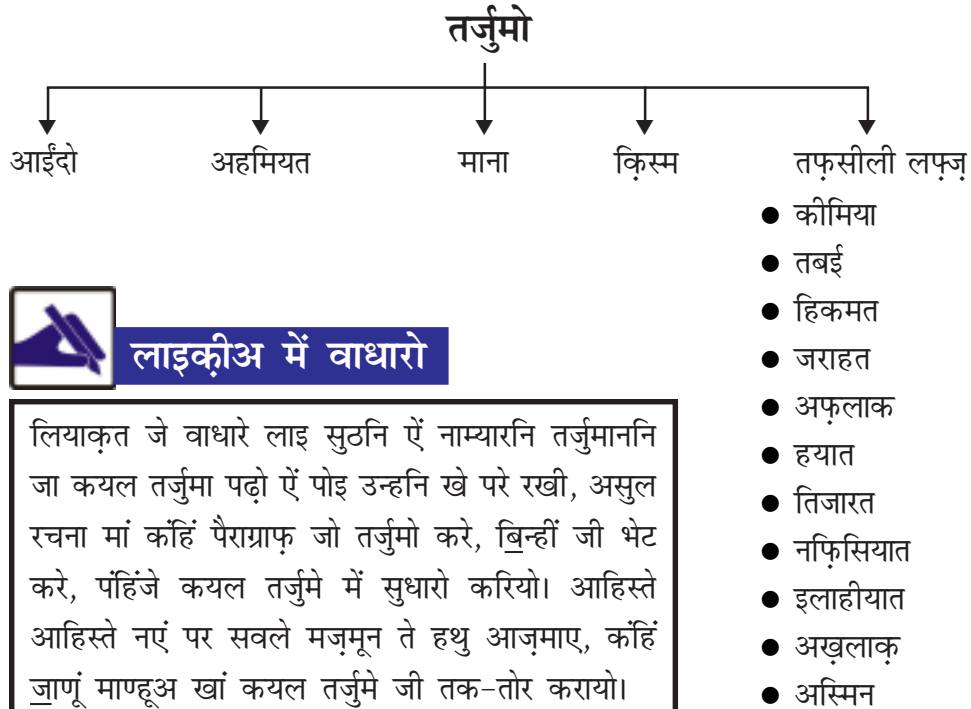 तर्जुमो
आईंदो
अहमियत
माना
क़िस्म
तफ़सीली लफ़्ज़
● कीमिया
● तबई
● हिकमत
● जराहत
● अफ़लाक
● हयात
● तिजारत
● नफ़िसियात
● इलाहीयात
● अख़लाक़
● अस्मिन
लाइक़ीअ में वाधारो
लियाक़त जे वाधारे लाइ सुठनि ऐं नाम्यारनि तर्जुमाननि
जा कयल तर्जुमा पढ़ो ऐं पोइ उन्हनि खे परे रखी, असुल
रचना मां कंहिं पैराग्राफ़ जो तर्जुमो करे, बि॒न्हीं जी भेट
करे, पंहिंजे कयल तर्जुमे में सुधारो करियो। आहिस्ते
आहिस्ते नएं पर सवले मज़मून ते हथु आज़माए, कंहिं
जा॒णूं माण्हूअ खां कयल तर्जुमे जी तक-तोर करायो।